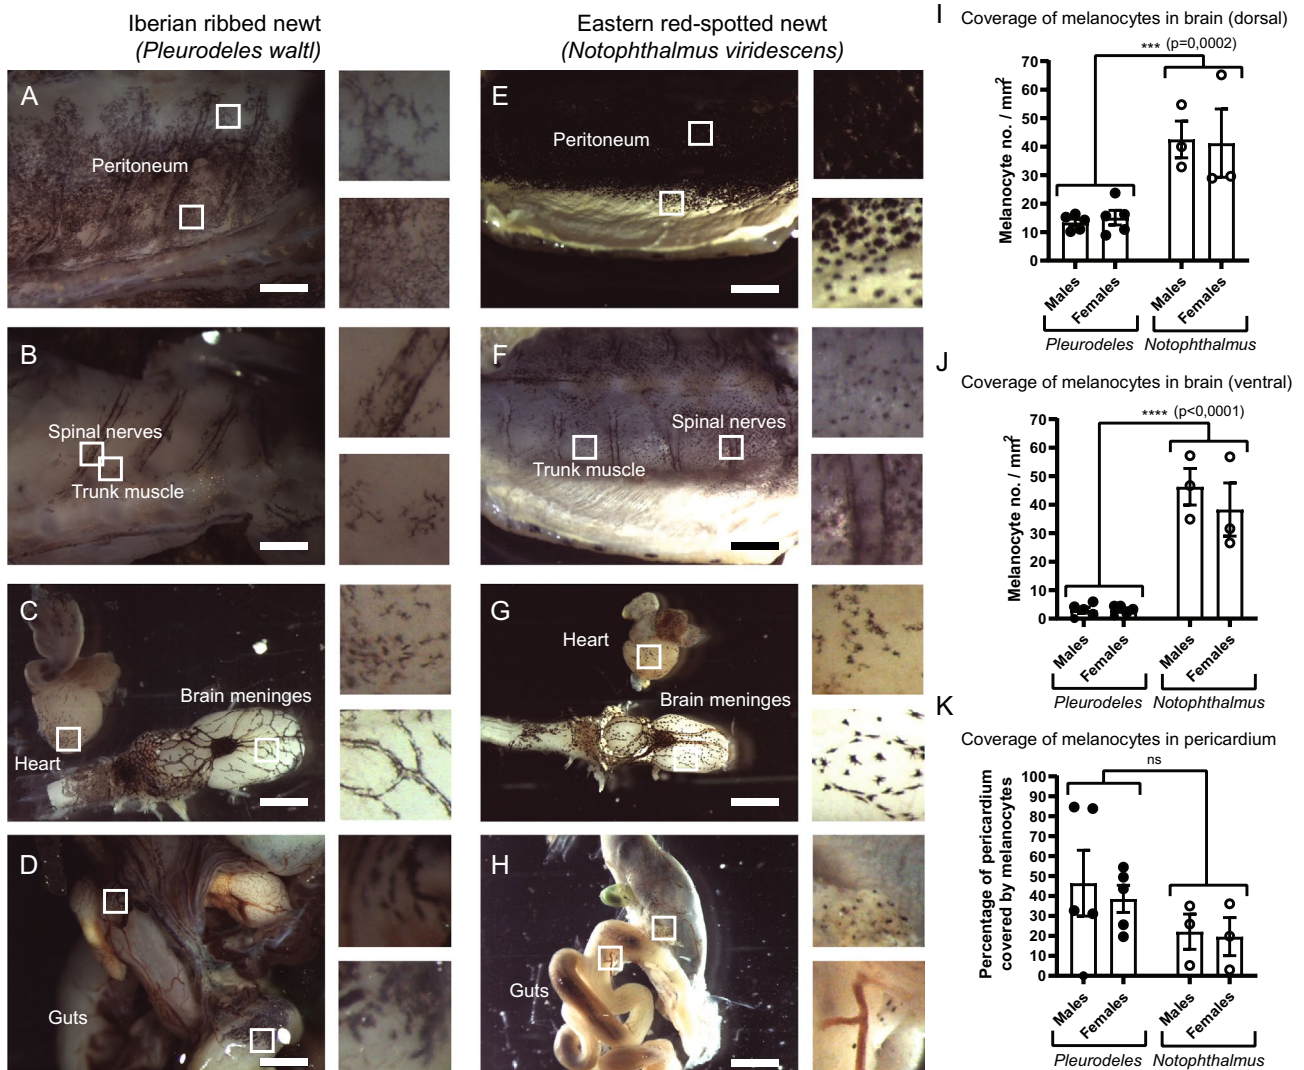 Iberian ribbed newt
(Pleurodeles waltl)
Eastern red-spotted newt
(Notophthalmus viridescens)
A
Peritoneum
B
Spinal nerves
Trunk muscle
C
Brain meninges
Heart
D
Guts
E
Peritoneum
F
Spinal nerves
Trunk muscle
G
Heart
Brain meninges
H
Guts
I
Coverage of melanocytes in brain (dorsal)
*** (p=0,0002)
Melanocyte no. / mm²
70
60
50
40
30
20
10
0
Males
Females
Males
Females
Pleurodeles
Notophthalmus
J
Coverage of melanocytes in brain (ventral)
**** (p<0,0001)
Melanocyte no. / mm²
70
60
50
40
30
20
10
0
Males
Females
Males
Females
Pleurodeles
Notophthalmus
K
Coverage of melanocytes in pericardium
ns
Percentage of pericardium
covered by melanocytes
100
90
80
70
60
50
40
30
20
10
0
Males
Females
Males
Females
Pleurodeles
Notophthalmus